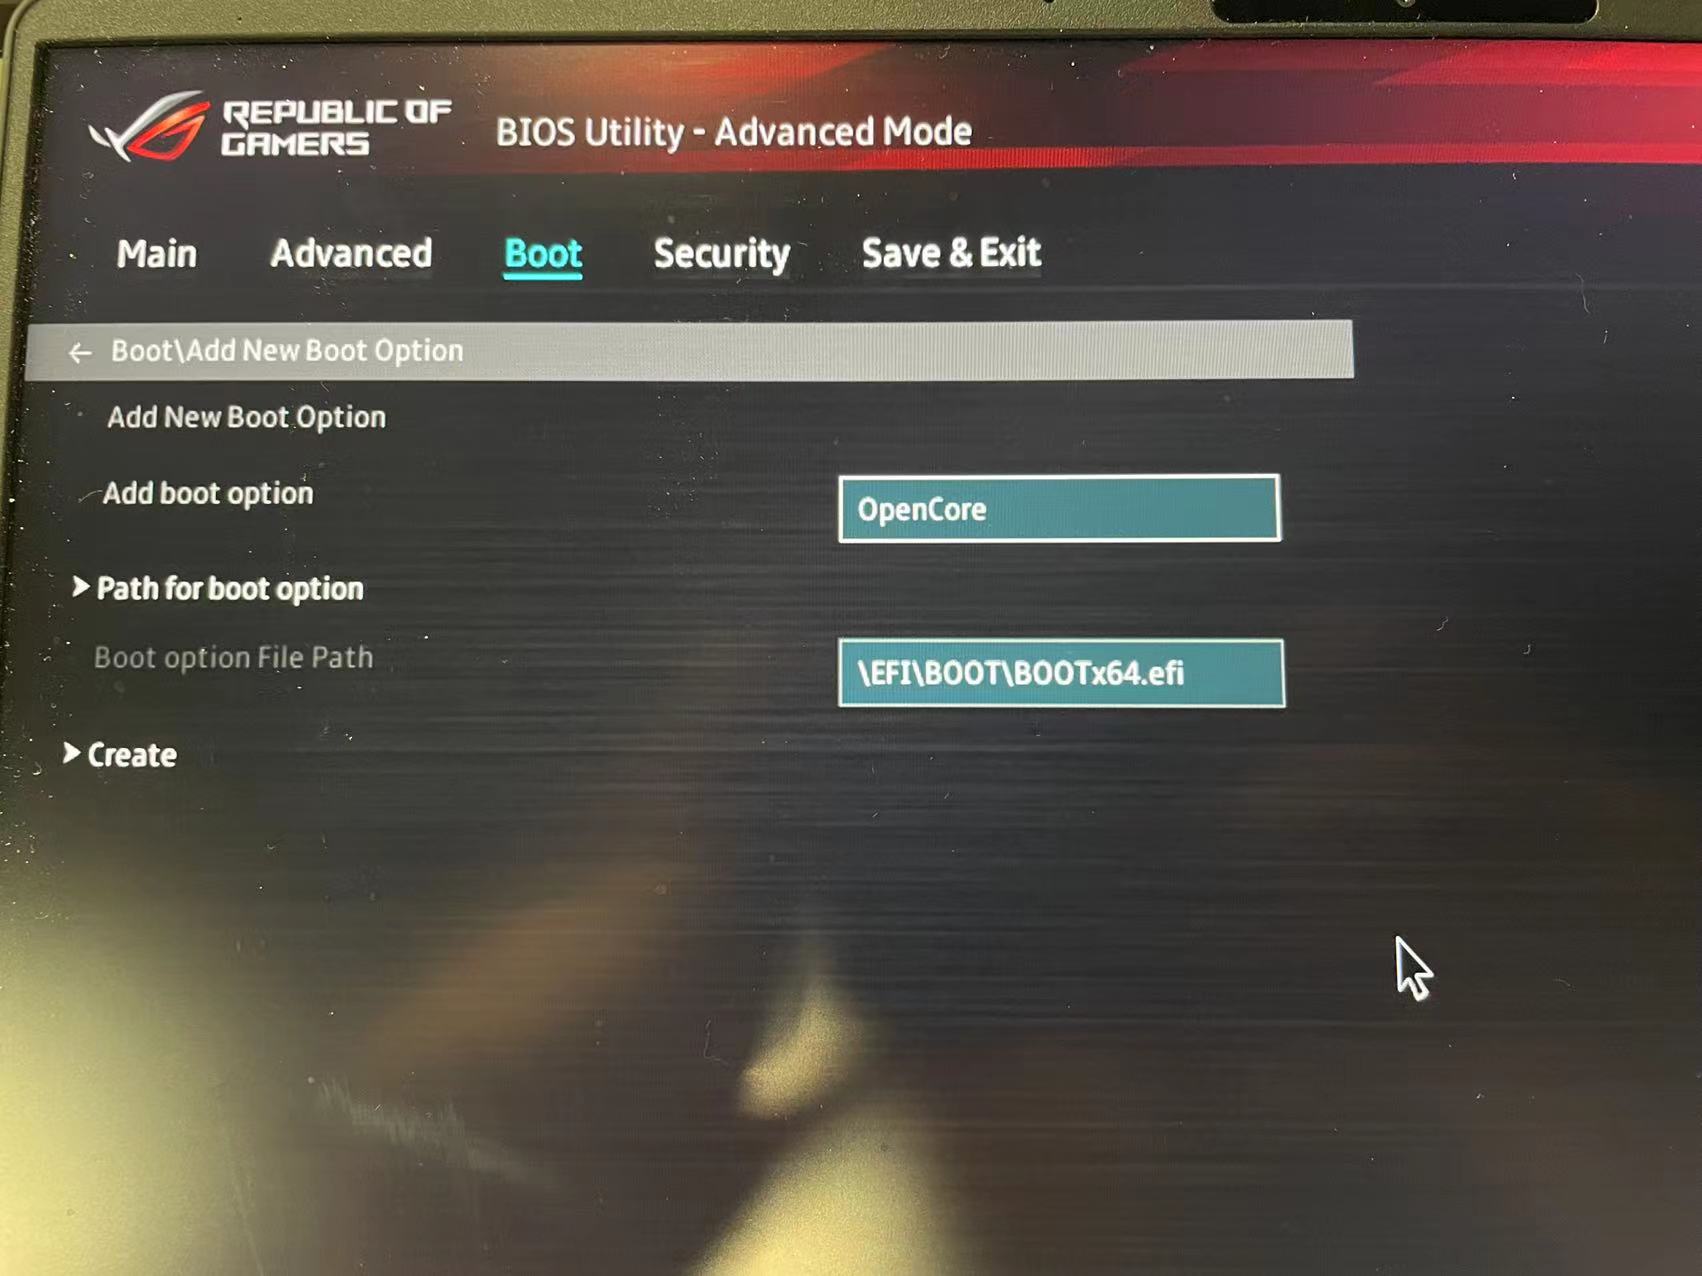 REPUBLIC OF
GAMERS
BIOS Utility - Advanced Mode
Main Advanced Boot Security Save & Exit
← Boot\Add New Boot Option
Add New Boot Option
Add boot option OpenCore
> Path for boot option
Boot option File Path \EFI\BOOT\BOOTx64.efi
> Create